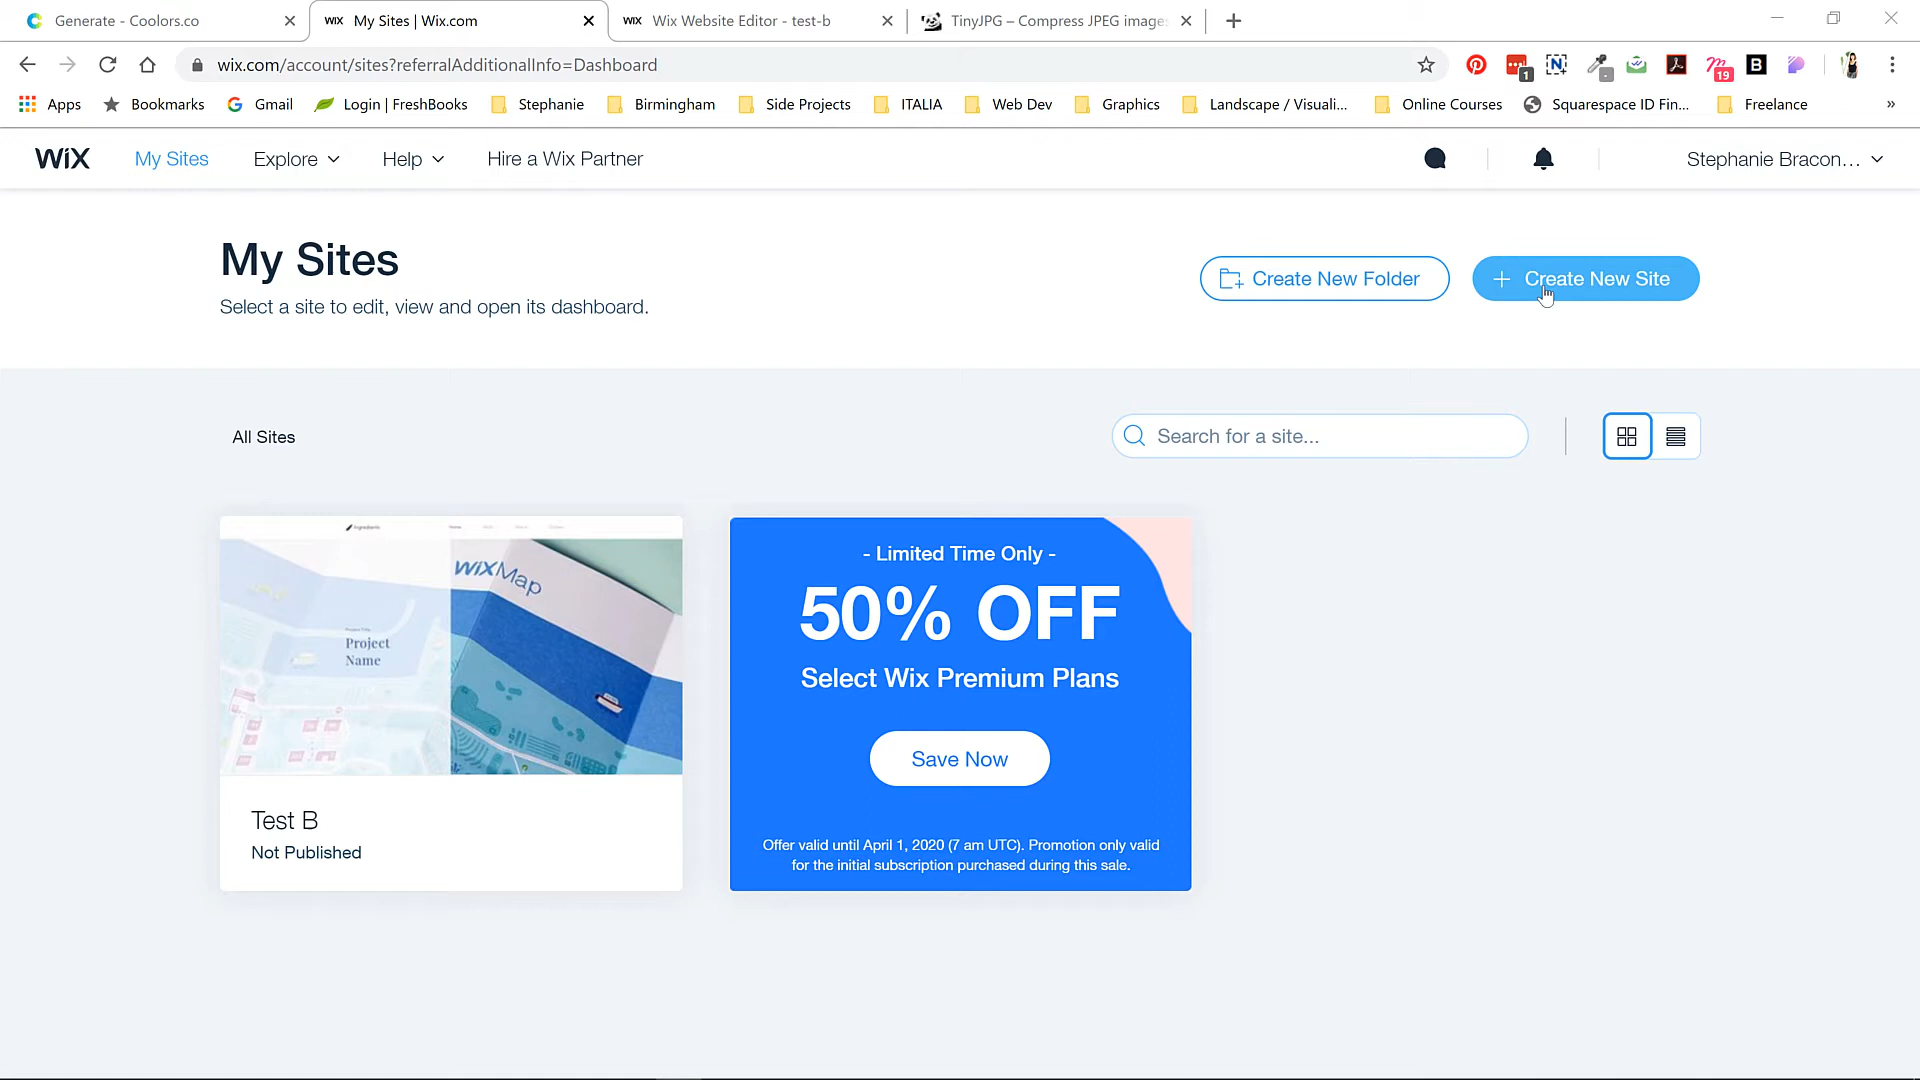 Generate - Coolors.co
WIX My Sites | Wix.com
WIX Wix Website Editor - test-b
TinyJPG – Compress JPEG images
wix.com/account/sites?referralAdditionalInfo=Dashboard
1
19
B
Apps
Bookmarks
Gmail
Login | FreshBooks
Stephanie
Birmingham
Side Projects
ITALIA
Web Dev
Graphics
Landscape / Visuali...
Online Courses
Squarespace ID Fin...
Freelance
»
WIX
My Sites
Explore
Help
Hire a Wix Partner
Stephanie Bracon...
My Sites
Select a site to edit, view and open its dashboard.
Create New Folder
+ Create New Site
All Sites
Search for a site...
WIXMap
Project
Name
Test B
Not Published
- Limited Time Only -
50% OFF
Select Wix Premium Plans
Save Now
Offer valid until April 1, 2020 (7 am UTC). Promotion only valid
for the initial subscription purchased during this sale.